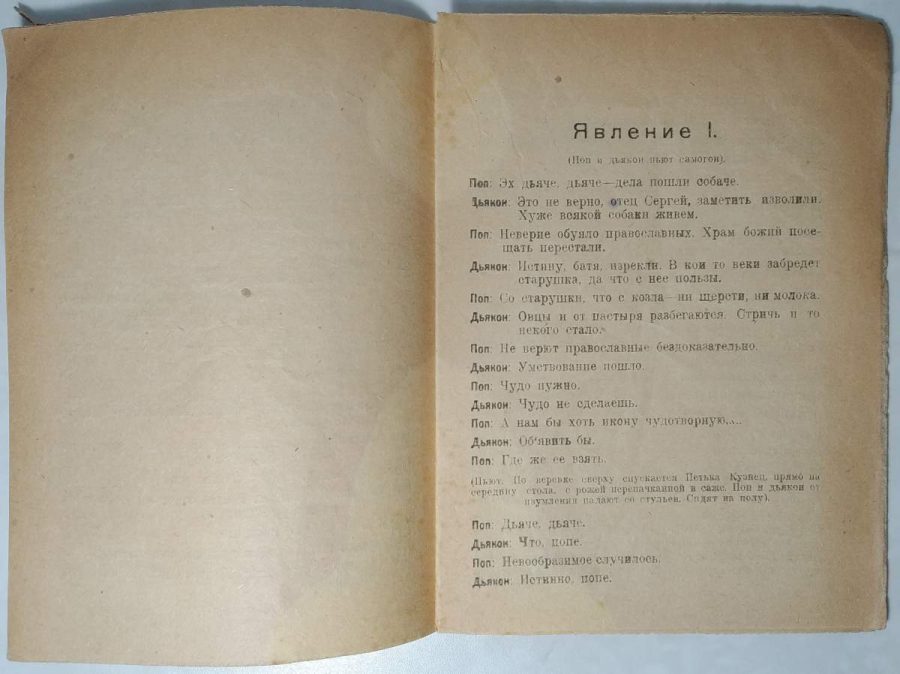 Явление I.
(Поп и дьякон пьют самогон).
Поп: Эх дьяче, дьяче—дела пошли собаче.
Дьякон: Это не верно, отец Сергей, заметить изволили.
Хуже всякой собаки живем.
Поп: Неверие обуяло православных. Храм божий посе-
щать перестали.
Дьякон: Истину, батя, изрекли. В кои то веки забредет
старушка, да что с нее пользы.
Поп: Со старушки, что с козла—ни шерсти, ни молока.
Дьякон: Овцы и от пастыря разбегаются. Стричь и то
некого стало.
Поп: Не верют православные бездоказательно.
Дьякон: Умствование пошло.
Поп: Чудо нужно.
Дьякон: Чудо не сделаешь.
Поп: А нам бы хоть икону чудотворную....
Дьякон: Об'явить бы.
Поп: Где же ее взять.
(Пьют. По веревке сверху спускается Петька Кузнец, прямо на
середину стола, с рожей перепачканной в саже. Поп и дьякон от
изумления падают со стульев. Сидят на полу).
Поп: Дьяче, дьяче.
Дьякон: Что, попе.
Поп: Невообразимое случилось.
Дьякон: Истинно, попе.